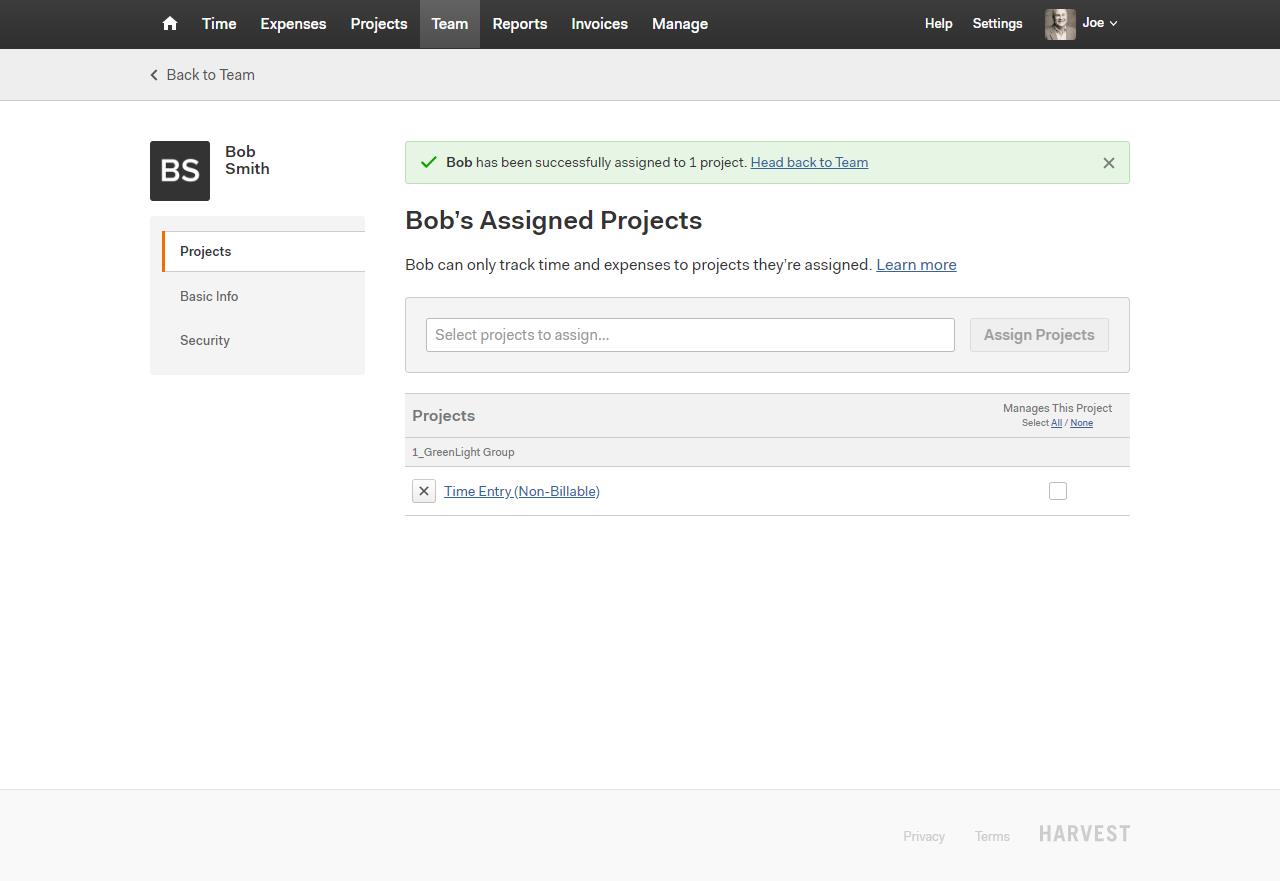 Time Expenses Projects Team Reports Invoices Manage Help Settings Joe
Back to Team
BS
Bob
Smith
Projects
Basic Info
Security
Bob has been successfully assigned to 1 project. Head back to Team
Bob’s Assigned Projects
Bob can only track time and expenses to projects they’re assigned. Learn more
Select projects to assign... Assign Projects
Projects
Manages This Project
Select All / None
1_GreenLight Group
Time Entry (Non-Billable)
Privacy Terms HARVEST